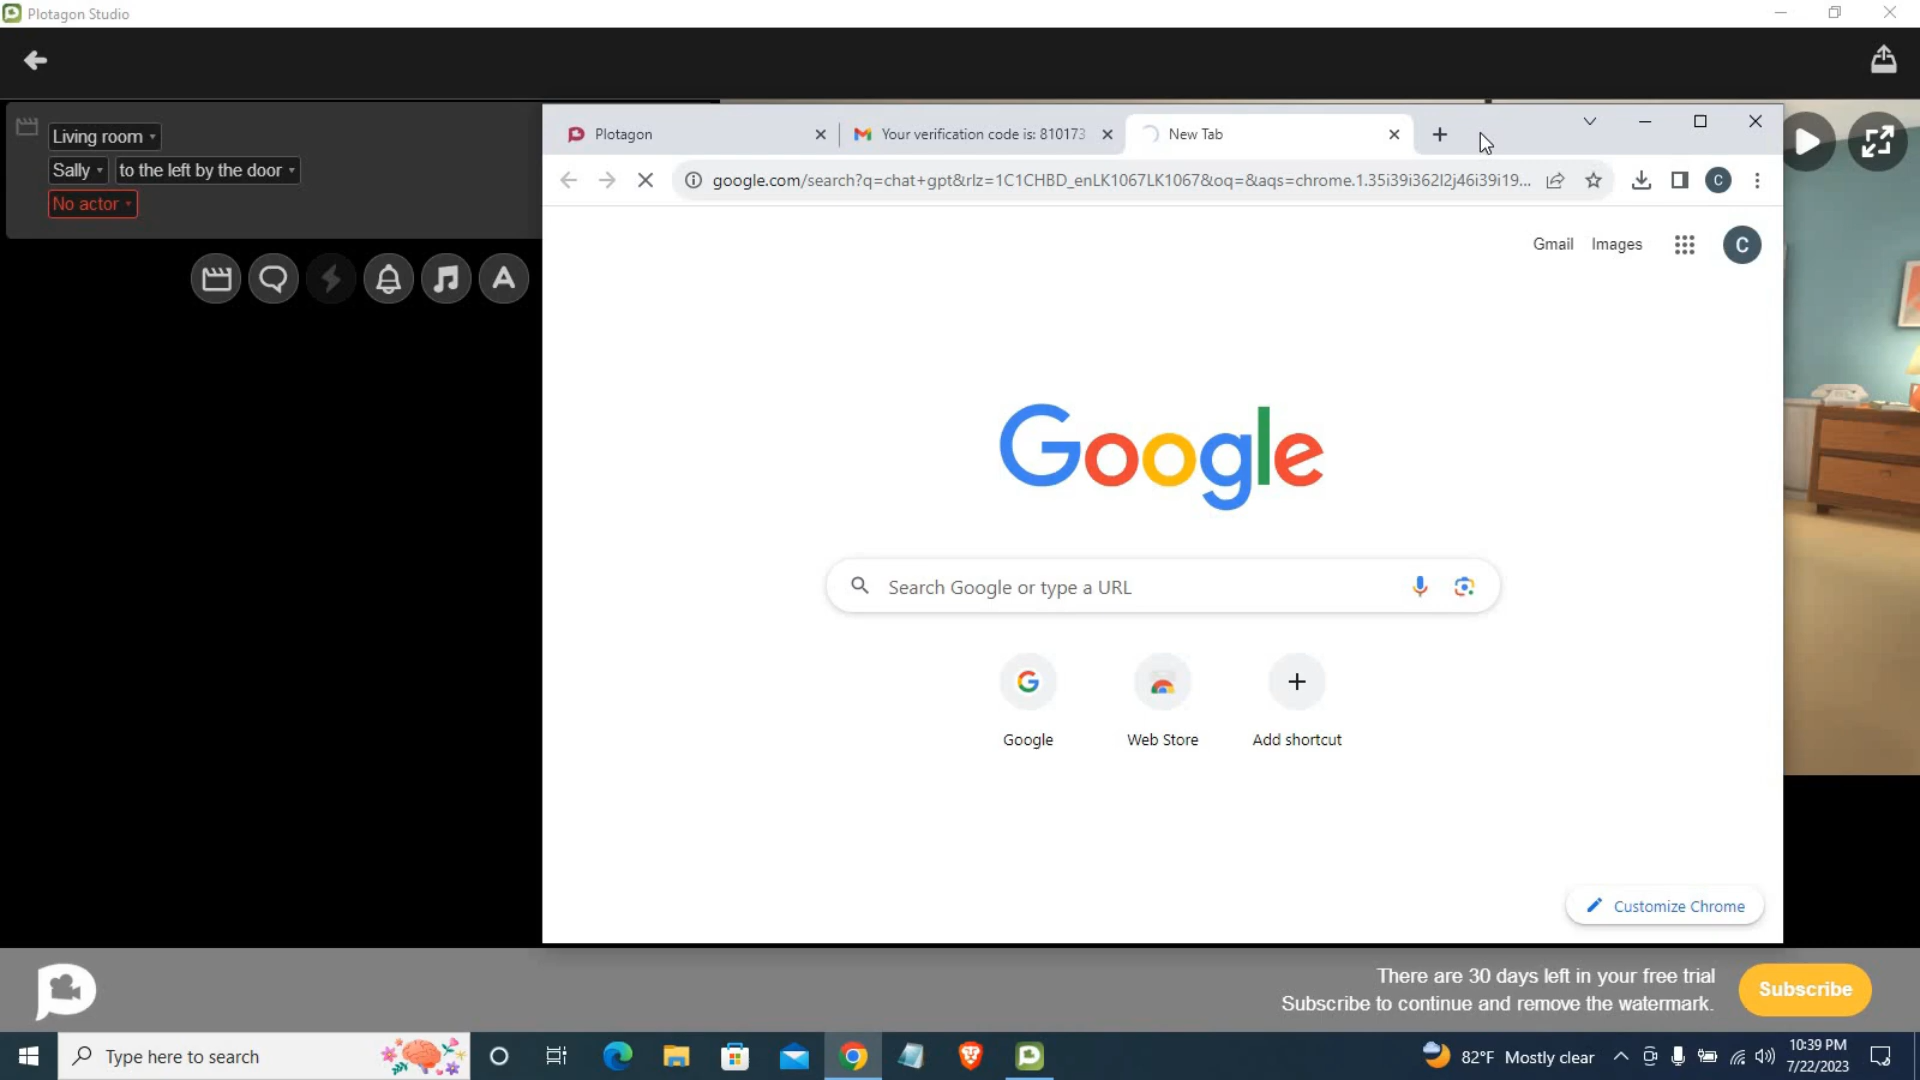 Plotagon Studio
Living room
Sally to the left by the door
No actor
Plotagon
Your verification code is: 810173
New Tab
google.com/search?q=chat+gpt&rlz=1C1CHBD_enLK1067LK1067&oq=&aqs=chrome.1.35i39i362l2j46i39i19...
C
Gmail Images
C
Google
Search Google or type a URL
Google Web Store Add shortcut
Customize Chrome
There are 30 days left in your free trial
Subscribe to continue and remove the watermark.
Subscribe
Type here to search
82°F Mostly clear
10:39 PM
7/22/2023